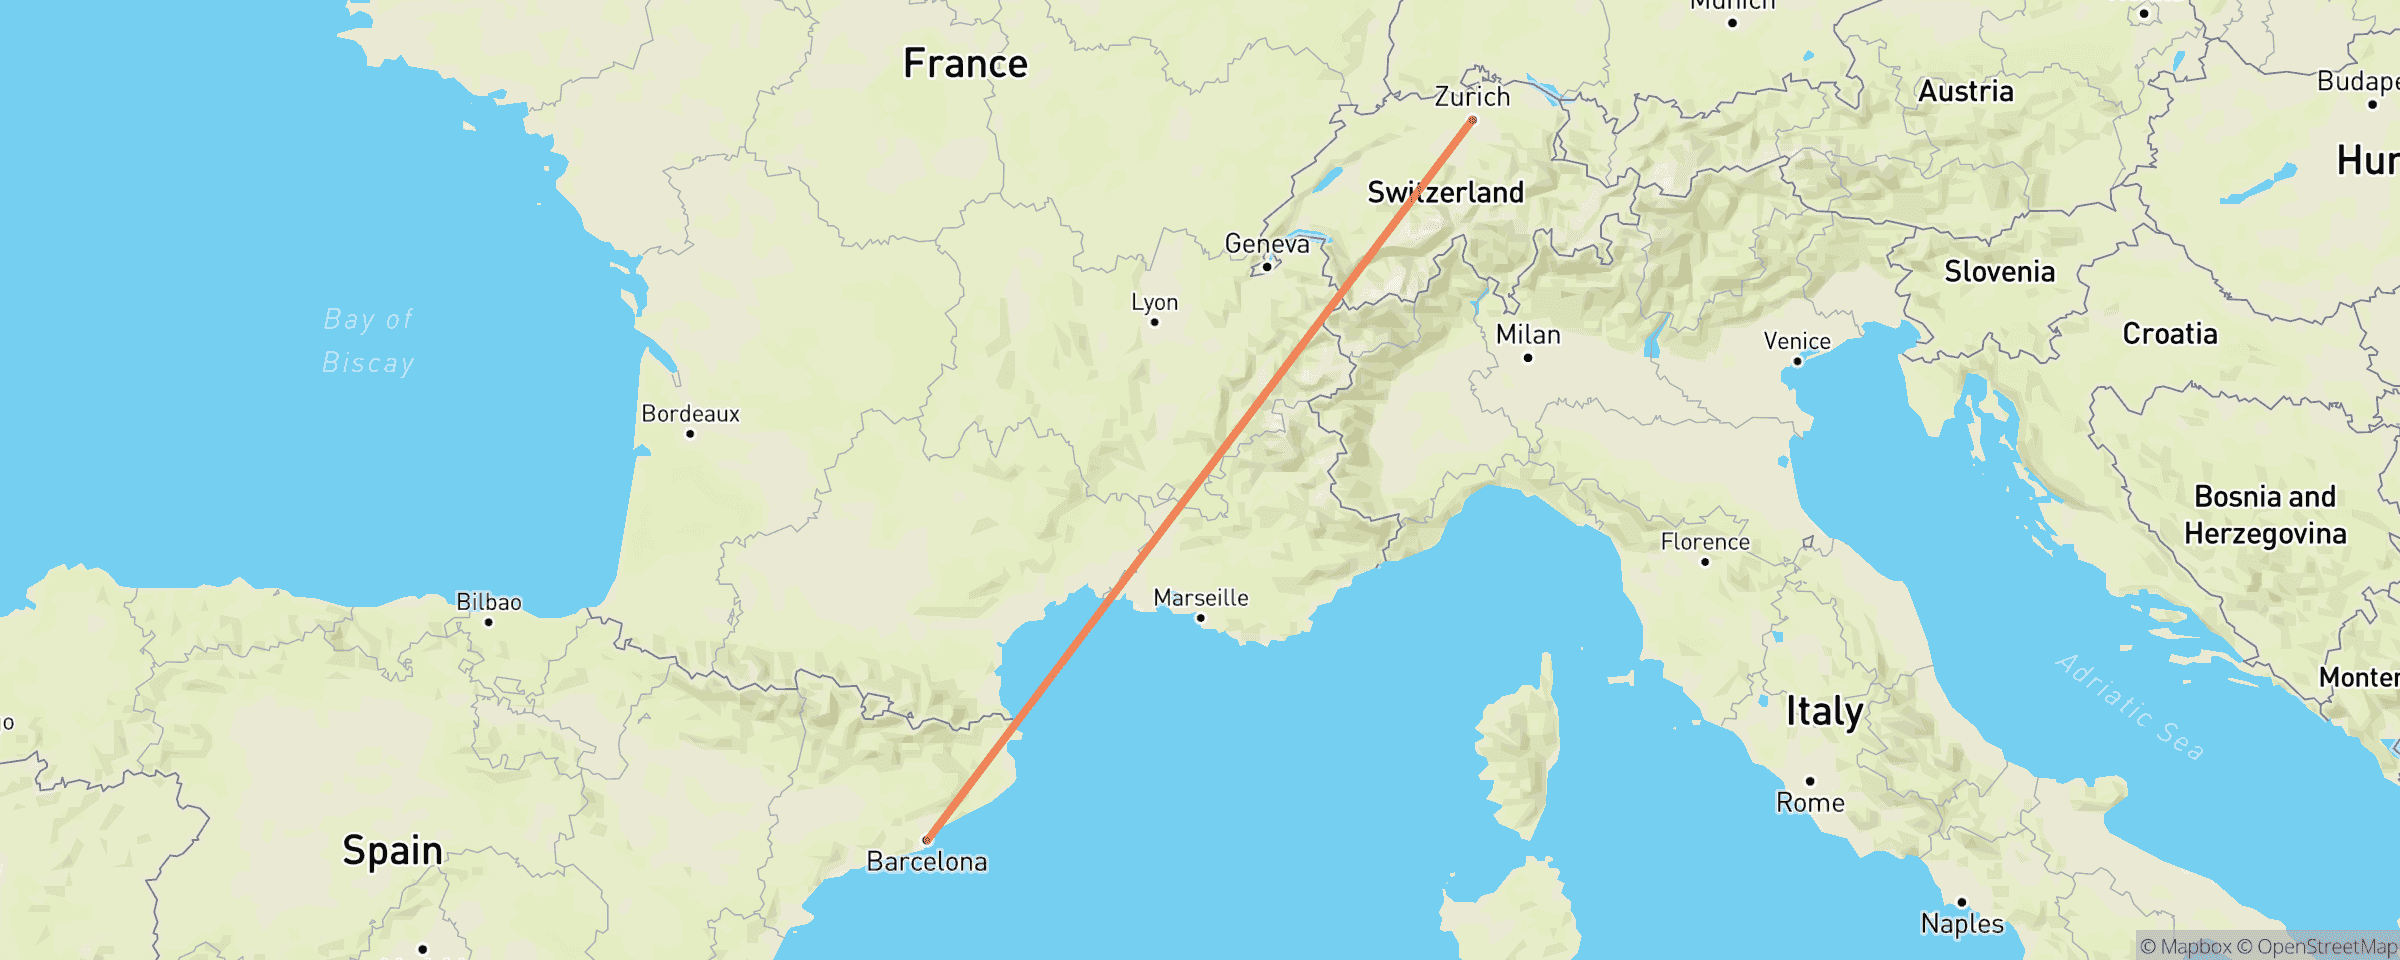 Munich
France
Zurich
Austria
Budape
Hur
Switzerland
Geneva
Slovenia
Lyon
Bay of
Biscay
Milan
Venice
Croatia
Bordeaux
Bosnia and
Herzegovina
Florence
Bilbao
Marseille
Adriatic Sea
Monter
Italy
o
Rome
Spain
Barcelona
Naples
© Mapbox © OpenStreetMap